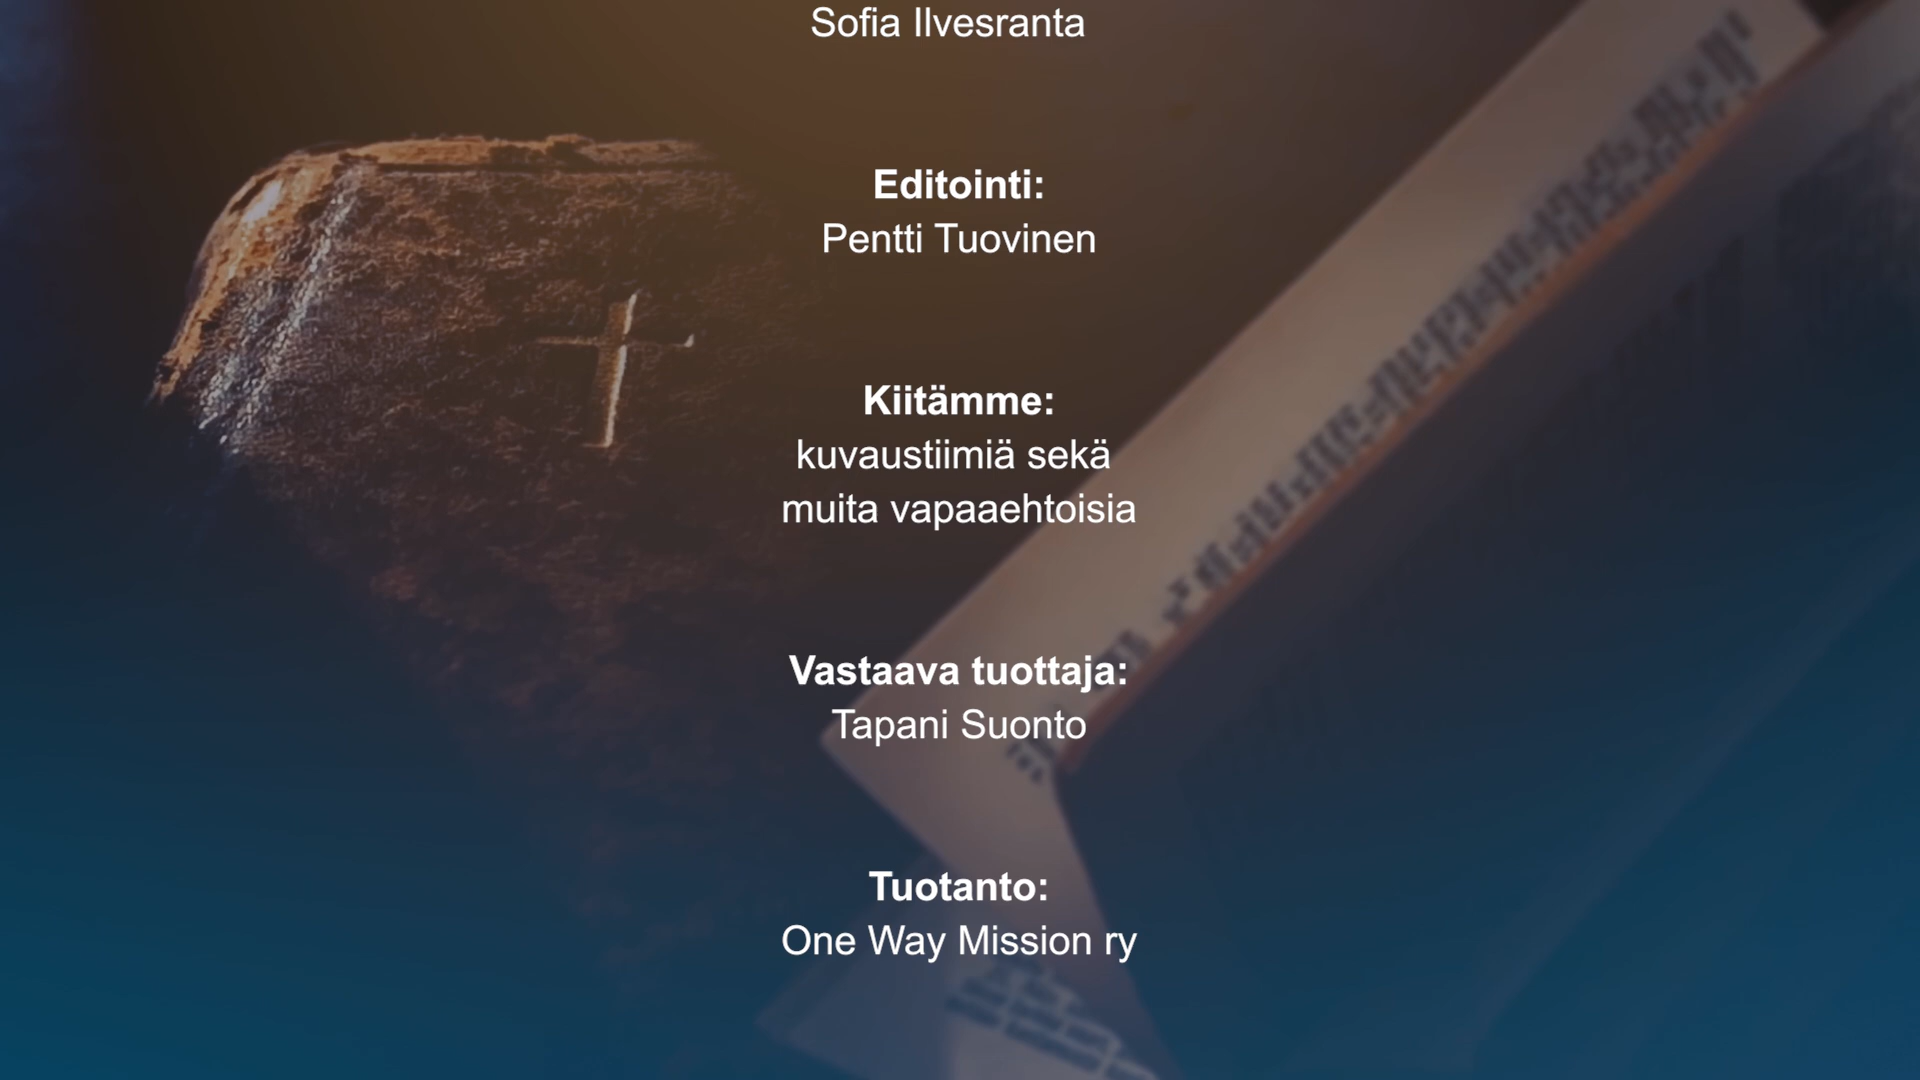 Sofia Ilvesranta
Editointi:
Pentti Tuovinen
Kiitämme:
kuvaustiimiä sekä
muita vapaaehtoisia
Vastaava tuottaja:
Tapani Suonto
Tuotanto:
One Way Mission ry